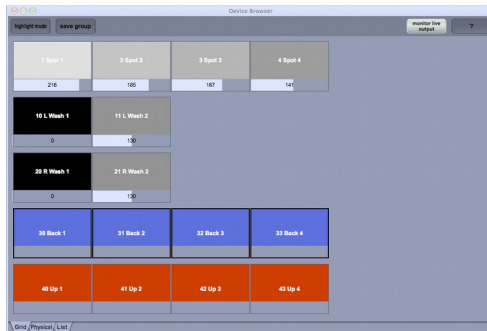 Device Browser
highlight mode
save group
monitor live
output
?
1 Spot 1
2 Spot 2
3 Spot 3
4 Spot 4
216
185
167
141
10 L Wash 1
11 L Wash 2
0
130
20 R Wash 1
21 R Wash 2
0
130
30 Back 1
31 Back 2
32 Back 3
33 Back 4
40 Up 1
41 Up 2
42 Up 3
43 Up 4
Grid Physical List